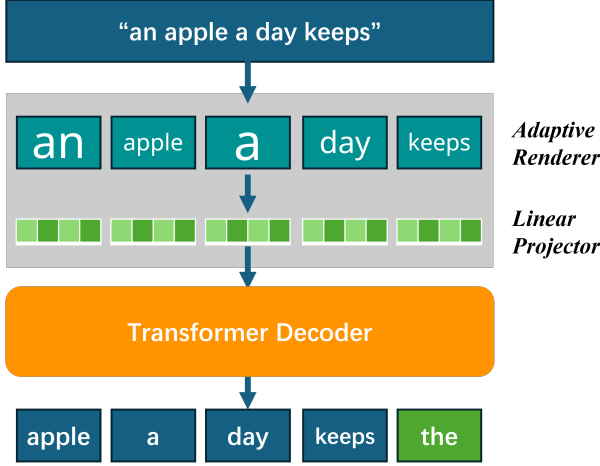 “an apple a day keeps”
an apple a day keeps
Adaptive
Renderer
Linear
Projector
Transformer Decoder
apple a day keeps the